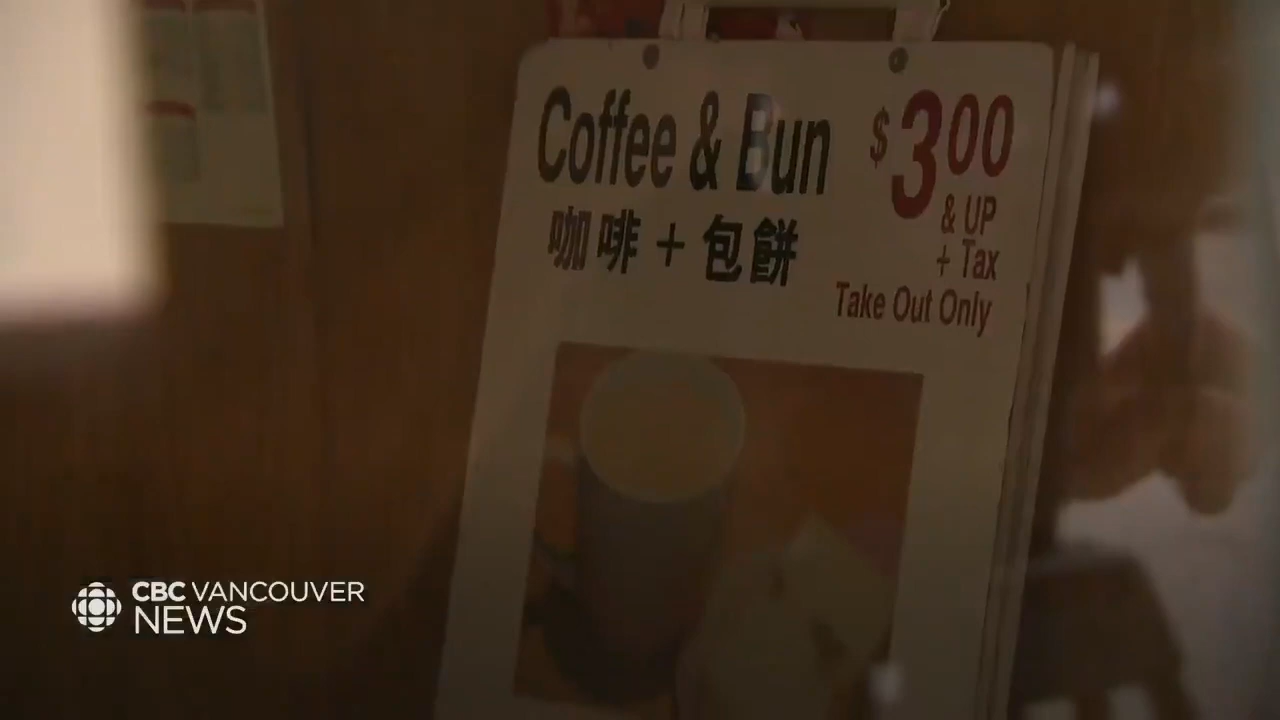 Coffee & Bun $3.00
咖啡 + 包餅
& UP
+ Tax
Take Out Only
CBC VANCOUVER
NEWS